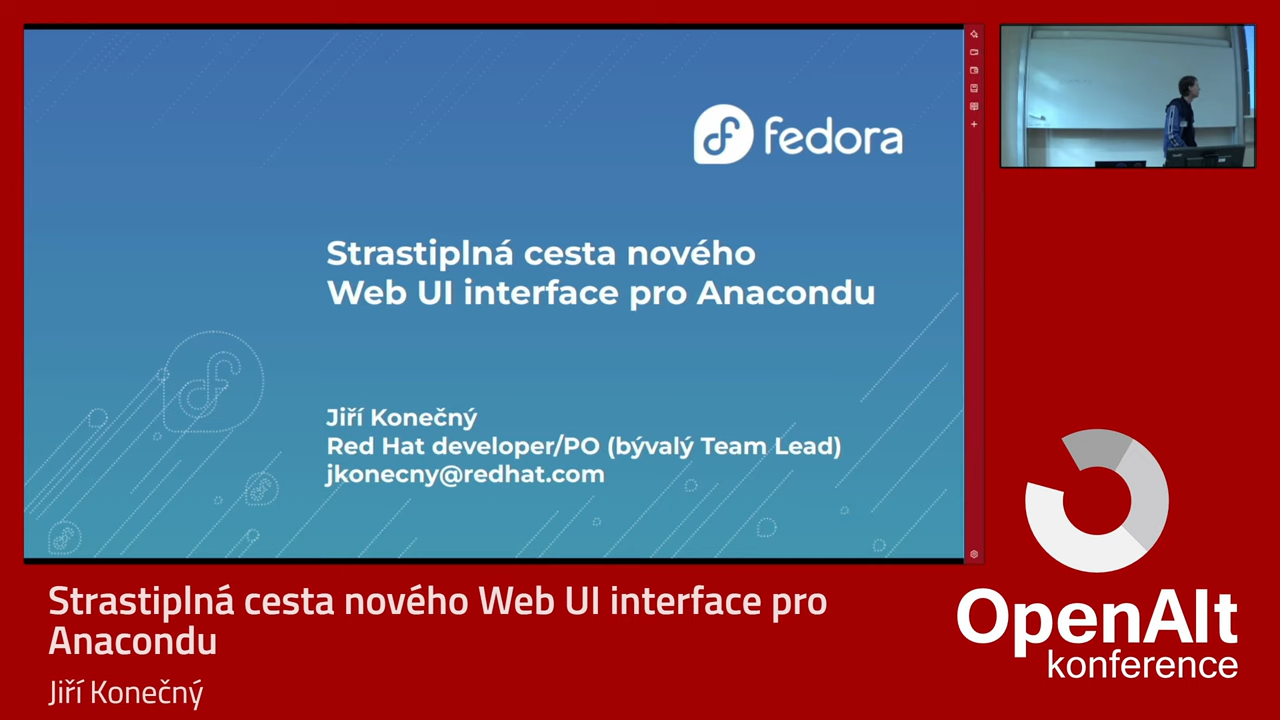 fedora
Strastiplná cesta nového
Web UI interface pro Anacondu
Jiří Konečný
Red Hat developer/PO (bývalý Team Lead)
jkonecny@redhat.com
Strastiplná cesta nového Web UI interface pro
Anacondu
Jiří Konečný
OpenAlt
konference